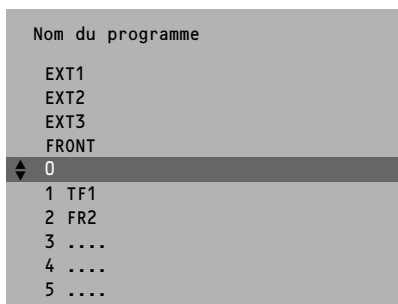 Nom du programme
EXT1
EXT2
EXT3
FRONT
0
1 TF1
2 FR2
3 ....
4 ....
5 ....